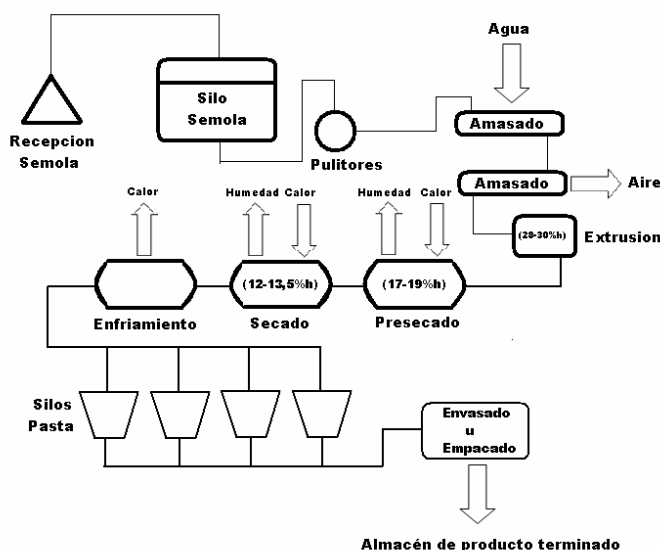 Agua
Silo
Semola
Recepcion
Semola
Pulitores
Amasado
Amasado
Aire
Calor
Humedad
Calor
Humedad
Calor
(28-30%h)
Extrusion
(12-13,5%h)
(17-19%h)
Enfriamiento
Secado
Presecado
Silos
Pasta
Envasado
u
Empacado
Almacén de producto terminado